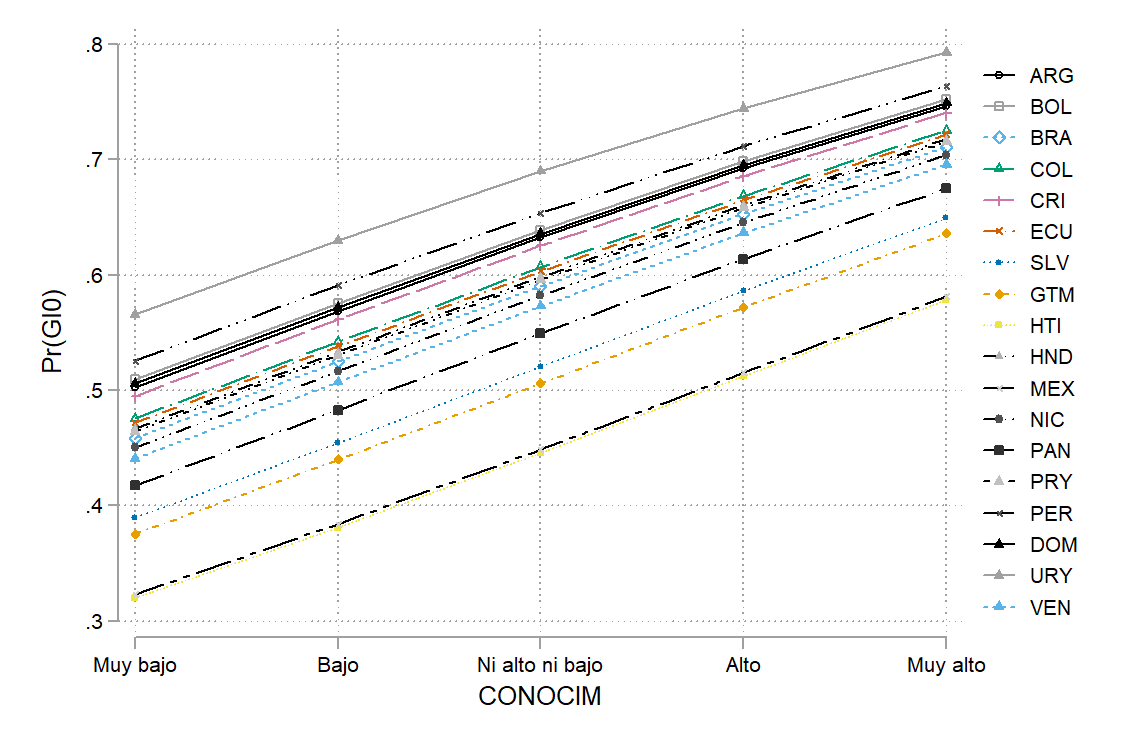 .8
.7
.6
.5
.4
.3
Pr(GI0)
Muy bajo Bajo Ni alto ni bajo Alto Muy alto
CONOCIM
ARG
BOL
BRA
COL
CRI
ECU
SLV
GTM
HTI
HND
MEX
NIC
PAN
PRY
PER
DOM
URY
VEN